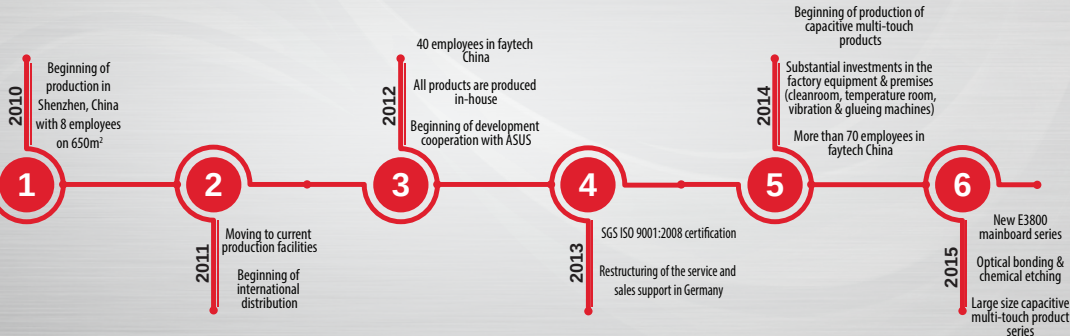 2010
Beginning of
production in
Shenzhen, China
with 8 employees
on 650m²
1
2
2011
Moving to current
production facilities
Beginning of
international
distribution
40 employees in faytech
China
All products are produced
in-house
Beginning of development
cooperation with ASUS
2012
3
4
2013
SGS ISO 9001:2008 certification
Restructuring of the service and
sales support in Germany
Beginning of production of
capacitive multi-touch
products
Substantial investments in the
factory equipment & premises
(cleanroom, temperature room,
vibration & glueing machines)
More than 70 employees in
faytech China
2014
5
6
2015
New E3800
mainboard series
Optical bonding &
chemical etching
Large size capacitive
multi-touch product
series